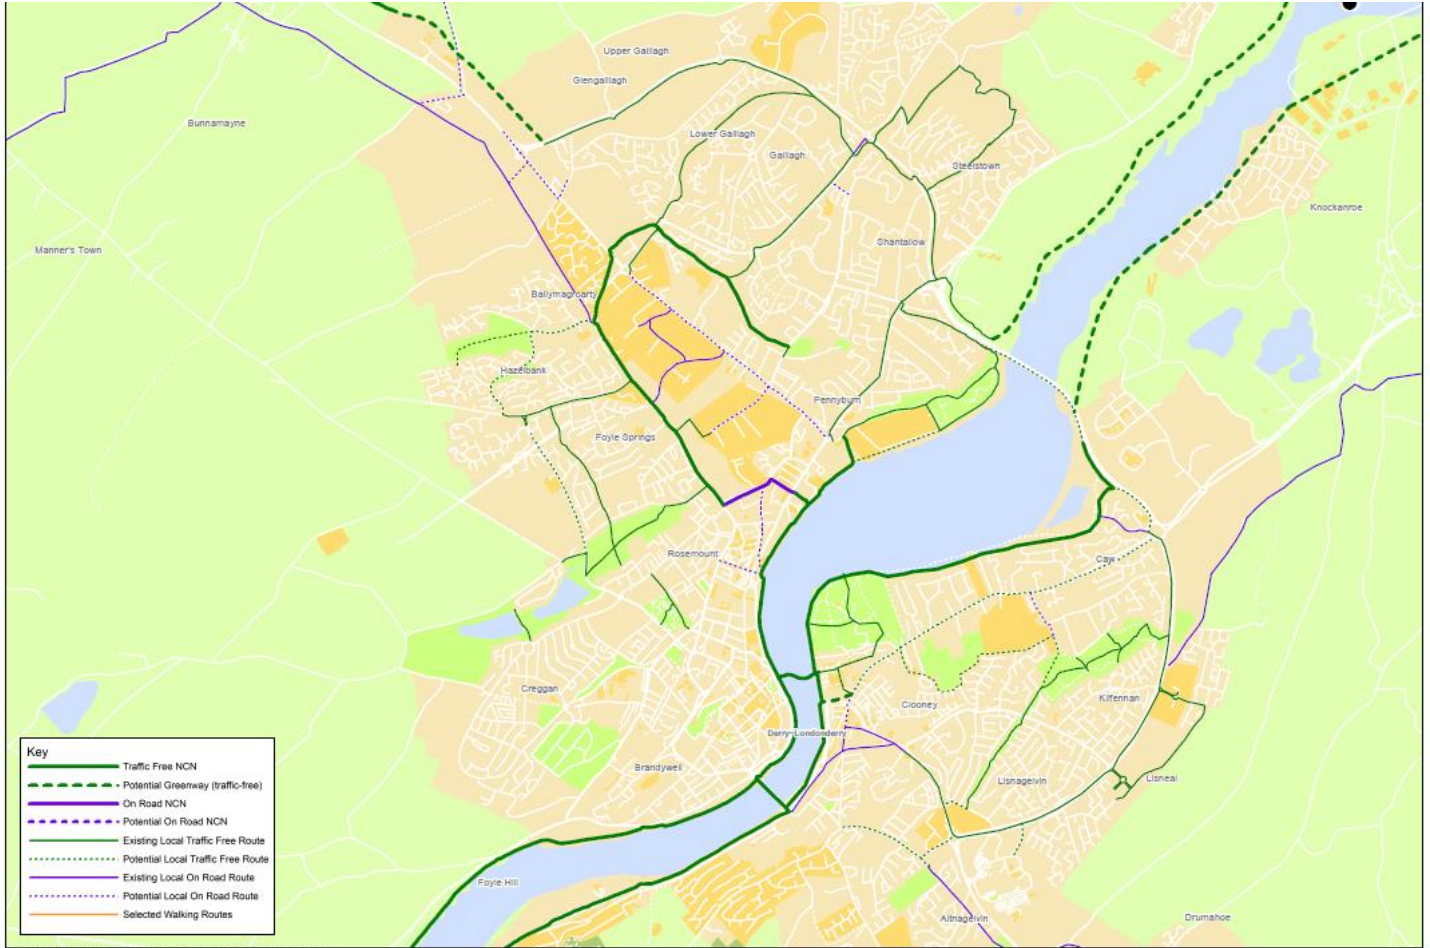 Upper Galliagh
Glengalliagh
Bunnamayne
Lower Galliagh
Galliagh
Steelstown
Knockanroe
Manner's Town
Shantallow
Ballymagroarty
Hazelbank
Pennyburn
Foyle Springs
Rosemount
Caw
Creggan
Clooney
Kilfennan
Derry~Londonderry
Brandywell
Lisnagelvin
Lisneal
Foyle Hill
Altnagelvin
Drumahoe
Key
Traffic Free NCN
Potential Greenway (traffic-free)
On Road NCN
Potential On Road NCN
Existing Local Traffic Free Route
Potential Local Traffic Free Route
Existing Local On Road Route
Potential Local On Road Route
Selected Walking Routes